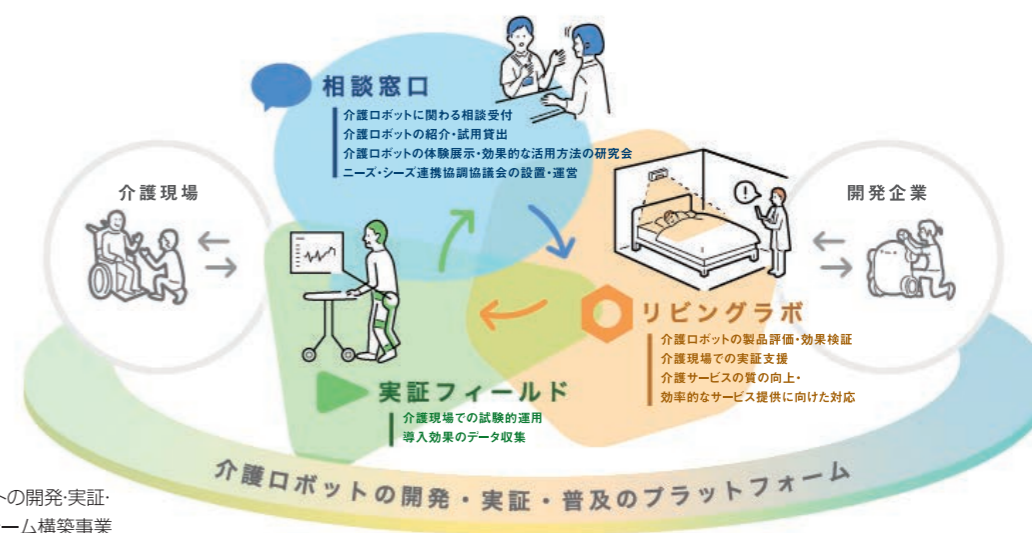 相談窓口
介護ロボットに関わる相談受付
介護ロボットの紹介・試用貸出
介護ロボットの体験展示・効果的な活用方法の研究会
ニーズ・シーズ連携協調協議会の設置・運営
介護現場
開発企業
リビングラボ
介護ロボットの製品評価・効果検証
介護現場での実証支援
介護サービスの質の向上・
効率的なサービス提供に向けた対応
実証フィールド
介護現場での試験的運用
導入効果のデータ収集
介護ロボットの開発・実証・普及のプラットフォーム
トの開発・実証・
ーム構築事業